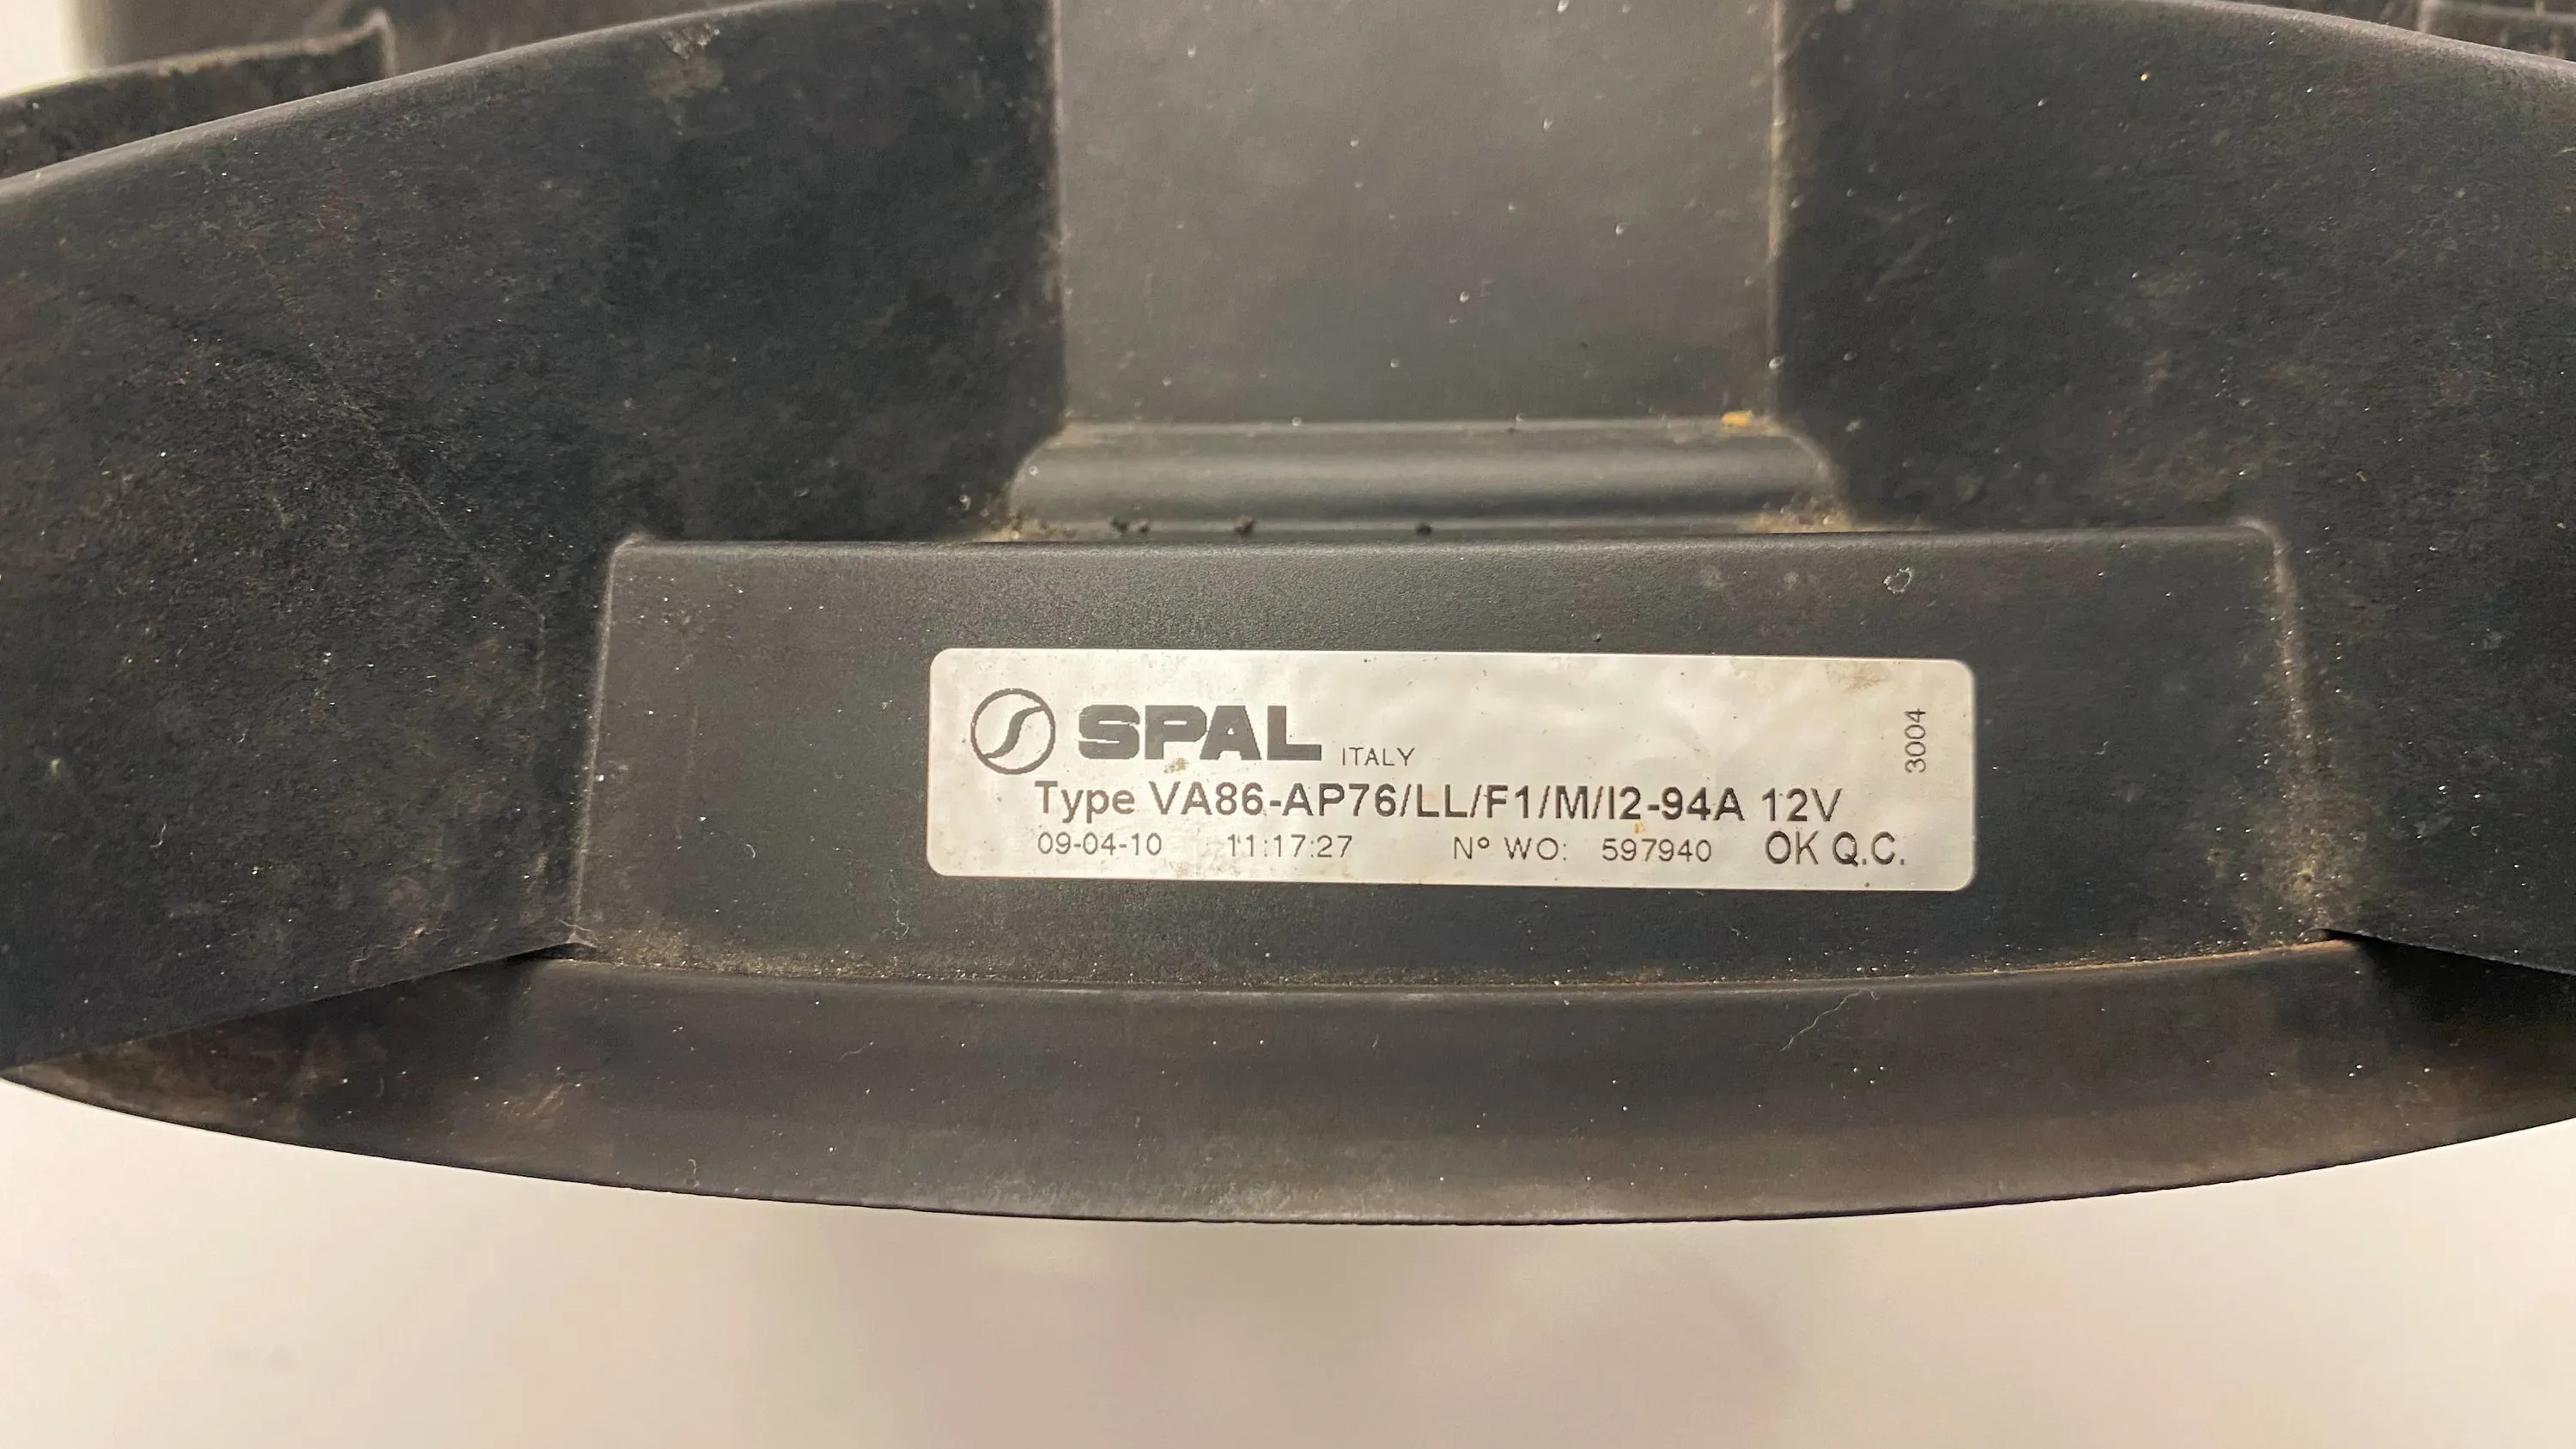 SPAL ITALY
Type VA86-AP76/LL/F1/M/I2-94A 12V
09-04-10 11:17:27 Nº WO: 597940 OK Q.C.
3004